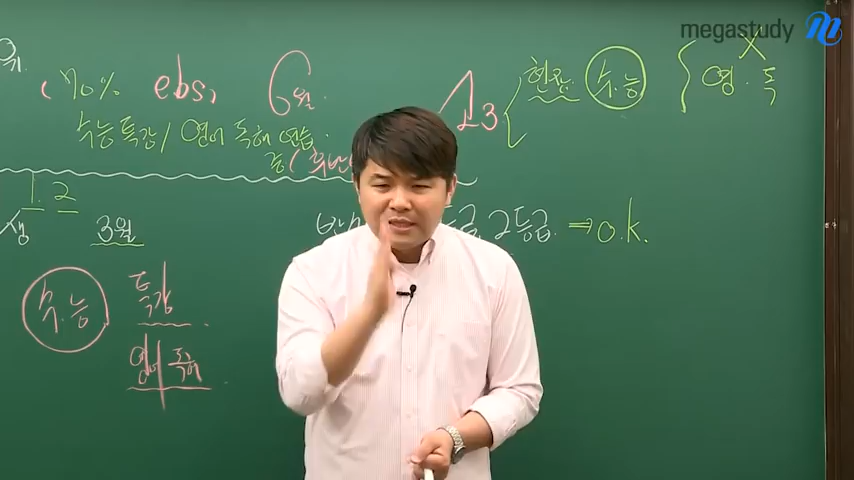 megastudy
70% ebs, 6월
수능특강/영어 독해 연습
고3 { 현장 수능 { 영·독 X
1. 2
3월
2등급 ⇒ o.k.
수능 특강
영어 독해